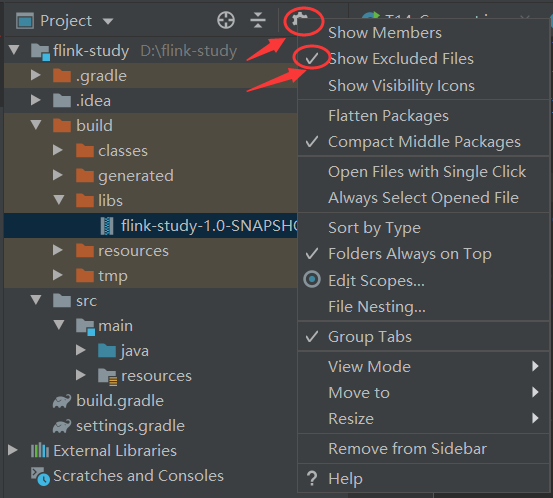 Project
flink-study D:\flink-study
.gradle
.idea
build
classes
generated
libs
flink-study-1.0-SNAPSHO
resources
tmp
src
main
java
resources
build.gradle
settings.gradle
External Libraries
Scratches and Consoles
Show Members
Show Excluded Files
Show Visibility Icons
Flatten Packages
Compact Middle Packages
Open Files with Single Click
Always Select Opened File
Sort by Type
Folders Always on Top
Edit Scopes...
File Nesting...
Group Tabs
View Mode
Move to
Resize
Remove from Sidebar
? Help